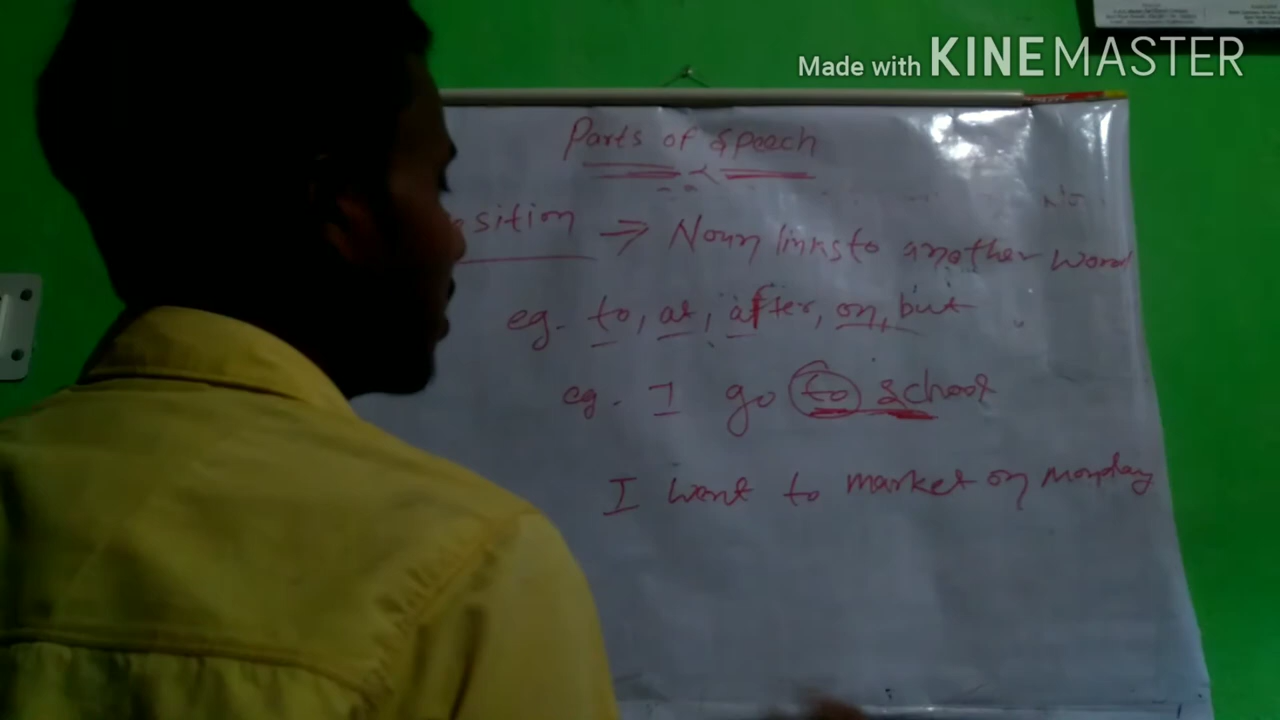 Made with KINEMASTER
Parts of Speech
sition ⇒ Noun links to another word
eg. to, at, after, on, but
eg. I go to school
I went to market on Monday